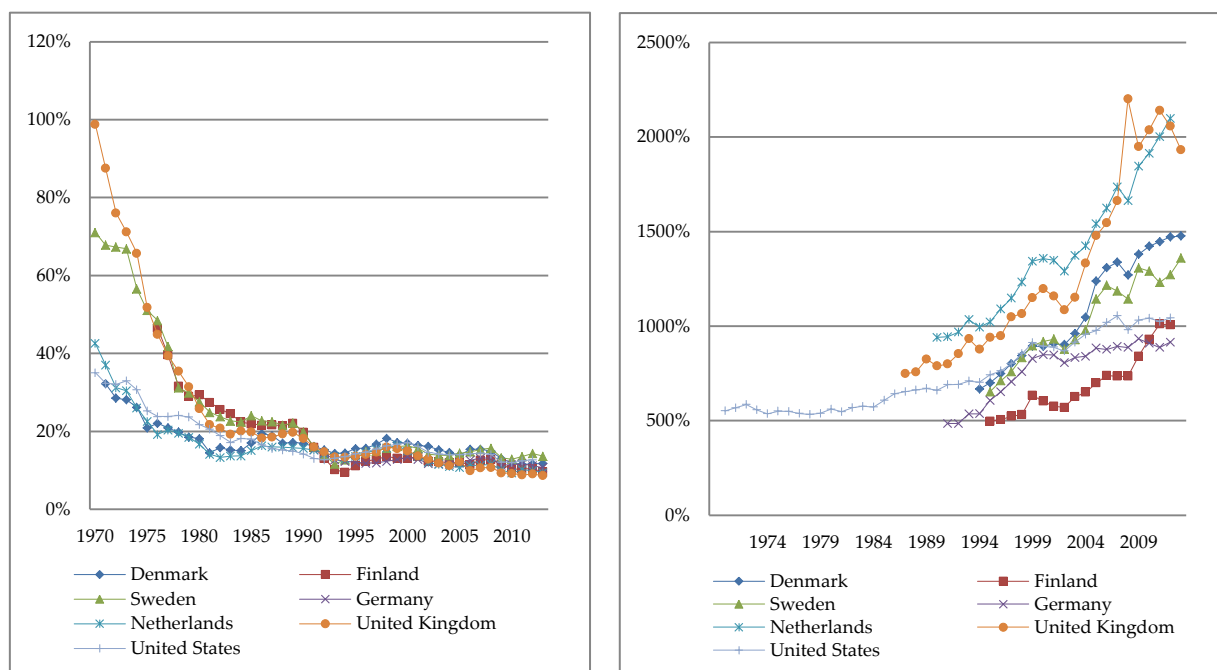 120%
100%
80%
60%
40%
20%
0%
1970 1975 1980 1985 1990 1995 2000 2005 2010
Denmark Finland
Sweden Germany
Netherlands United Kingdom
United States
2500%
2000%
1500%
1000%
500%
0%
1974 1979 1984 1989 1994 1999 2004 2009
Denmark Finland
Sweden Germany
Netherlands United Kingdom
United States